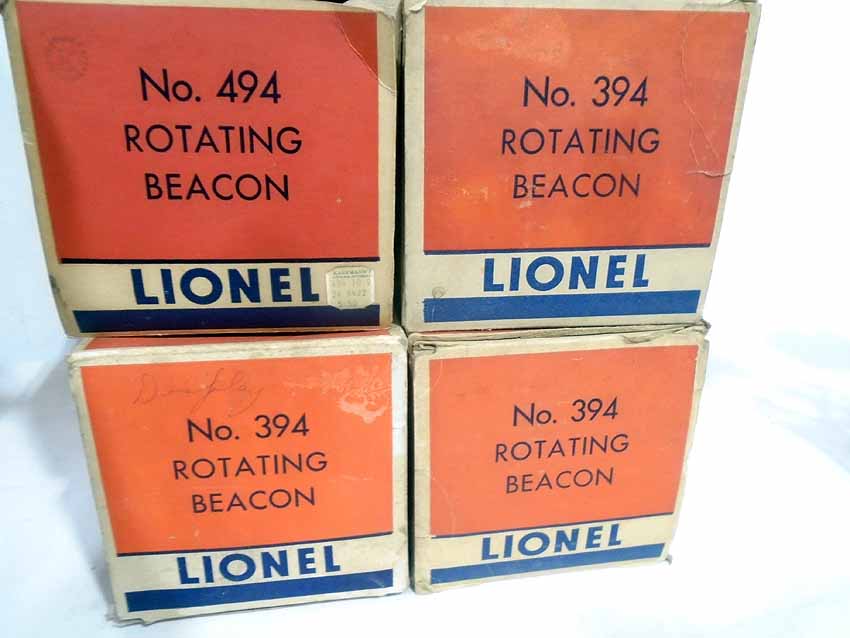 No. 494
ROTATING
BEACON
LIONEL
No. 394
ROTATING
BEACON
LIONEL
Display
No. 394
ROTATING
BEACON
LIONEL
No. 394
ROTATING
BEACON
LIONEL